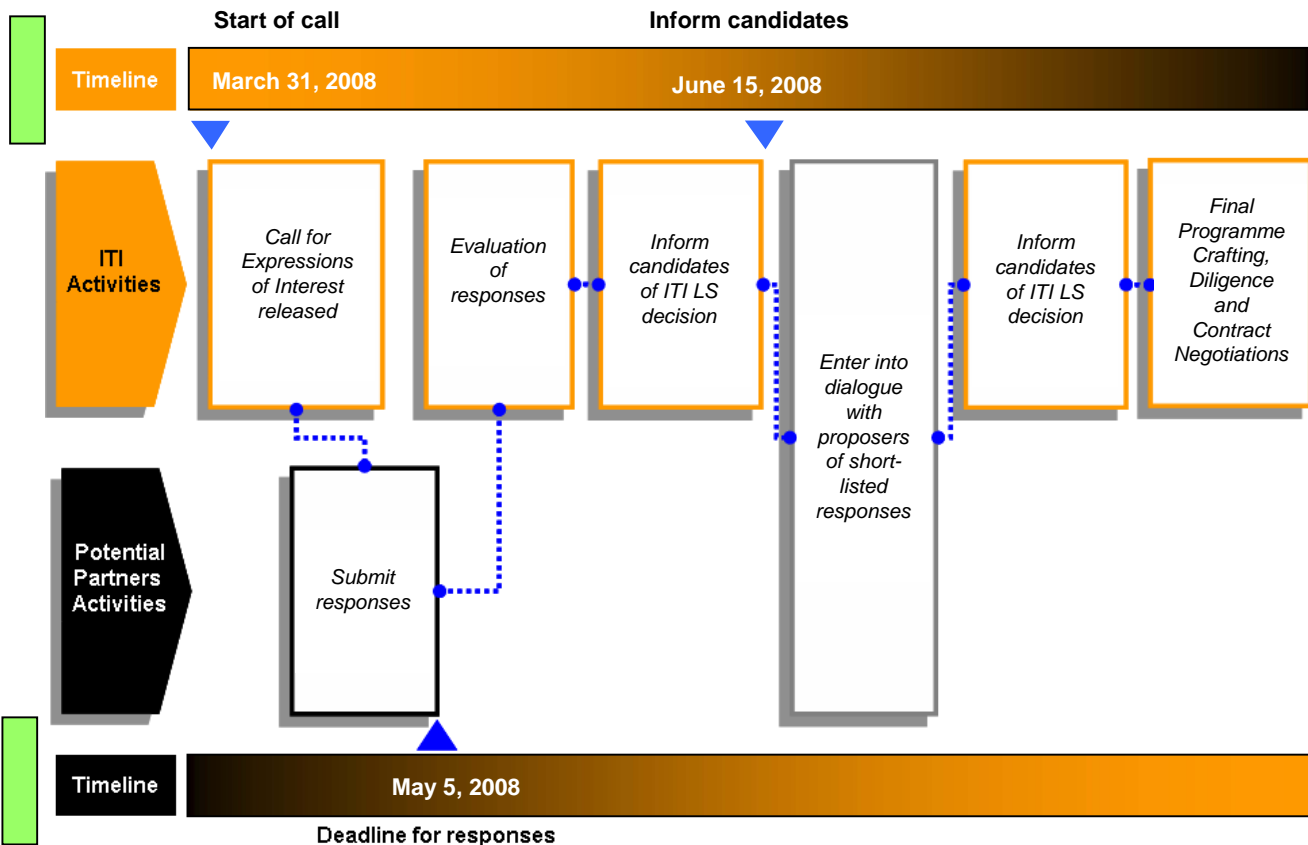 Start of call
Inform candidates
Timeline
March 31, 2008
June 15, 2008
ITI
Activities
Call for
Expressions
of Interest
released
Evaluation
of
responses
Inform
candidates
of ITI LS
decision
Enter into
dialogue
with
proposers
of short-
listed
responses
Inform
candidates
of ITI LS
decision
Final
Programme
Crafting,
Diligence
and
Contract
Negotiations
Potential
Partners
Activities
Submit
responses
Timeline
May 5, 2008
Deadline for responses